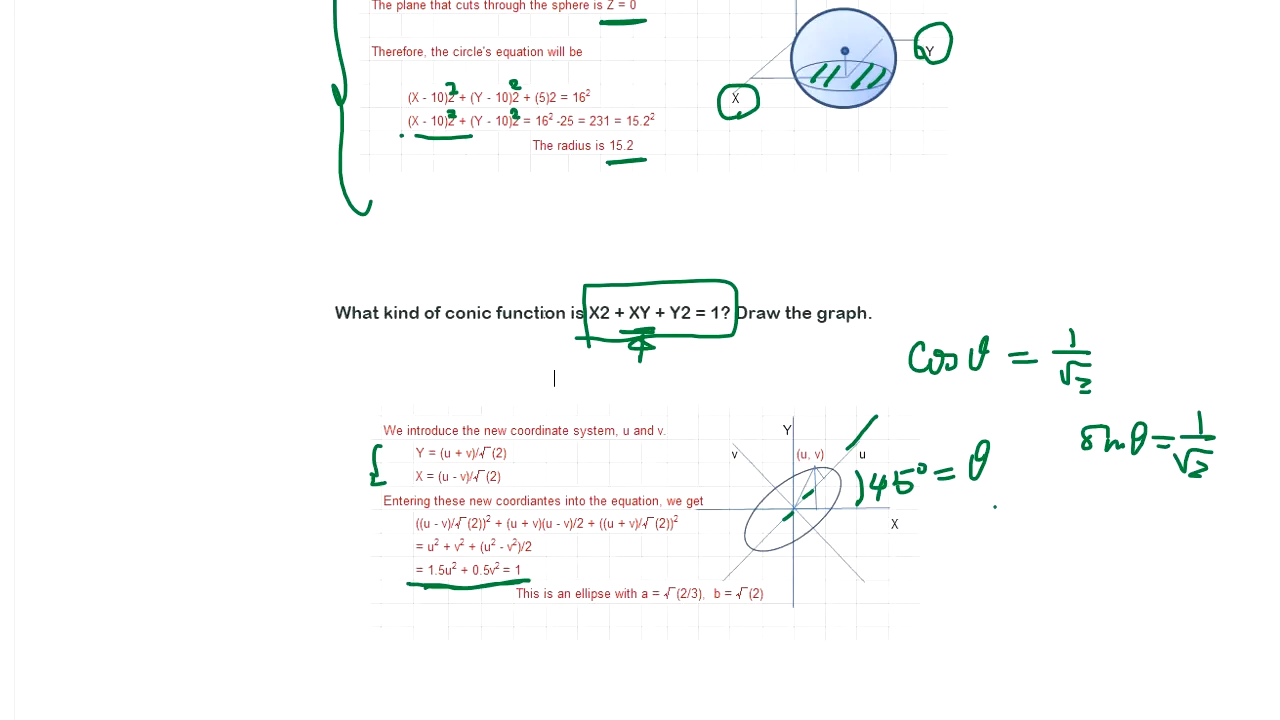 The plane that cuts through the sphere is Z = 0
Therefore, the circle's equation will be
(X - 10)2 + (Y - 10)2 + (5)2 = 16²
(X - 10)2 + (Y - 10)2 = 16² -25 = 231 = 15.2²
The radius is 15.2
X
Y
What kind of conic function is X2 + XY + Y2 = 1? Draw the graph.
cos θ = 1/√2
sin θ = 1/√2
We introduce the new coordinate system, u and v.
Y = (u + v)/√(2)
X = (u - v)/√(2)
Entering these new coordiantes into the equation, we get
((u - v)/√(2))² + (u + v)(u - v)/2 + ((u + v)/√(2))²
= u² + v² + (u² - v²)/2
= 1.5u² + 0.5v² = 1
This is an ellipse with a = √(2/3), b = √(2)
Y
v
(u, v)
u
45° = θ
X